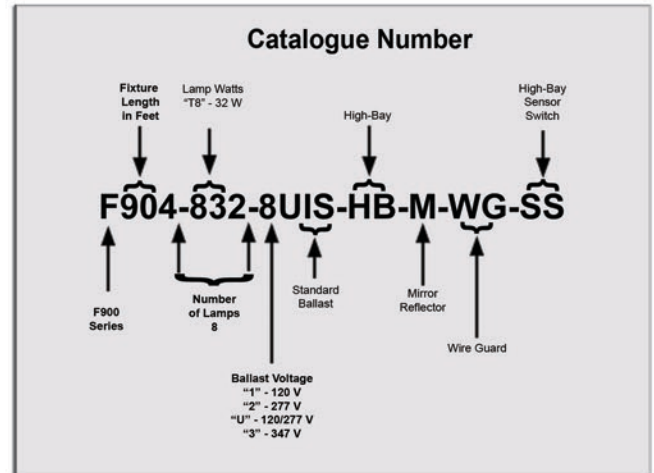 Catalogue Number
Fixture
Length
in Feet
Lamp Watts
"T8" - 32 W
High-Bay
High-Bay
Sensor
Switch
F904-832-8UIS-HB-M-WG-SS
F900
Series
Number
of Lamps
8
Standard
Ballast
Mirror
Reflector
Wire Guard
Ballast Voltage
"1" - 120 V
"2" - 277 V
"U" - 120/277 V
"3" - 347 V